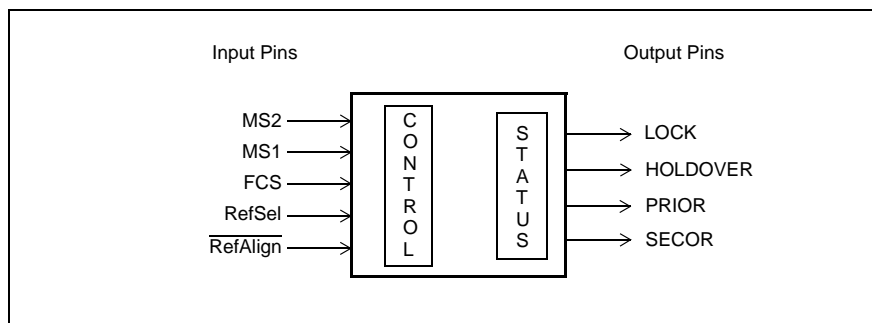 Input Pins
Output Pins
MS2
MS1
FCS
RefSel
RefAlign
CONTROL
STATUS
LOCK
HOLDOVER
PRIOR
SECOR